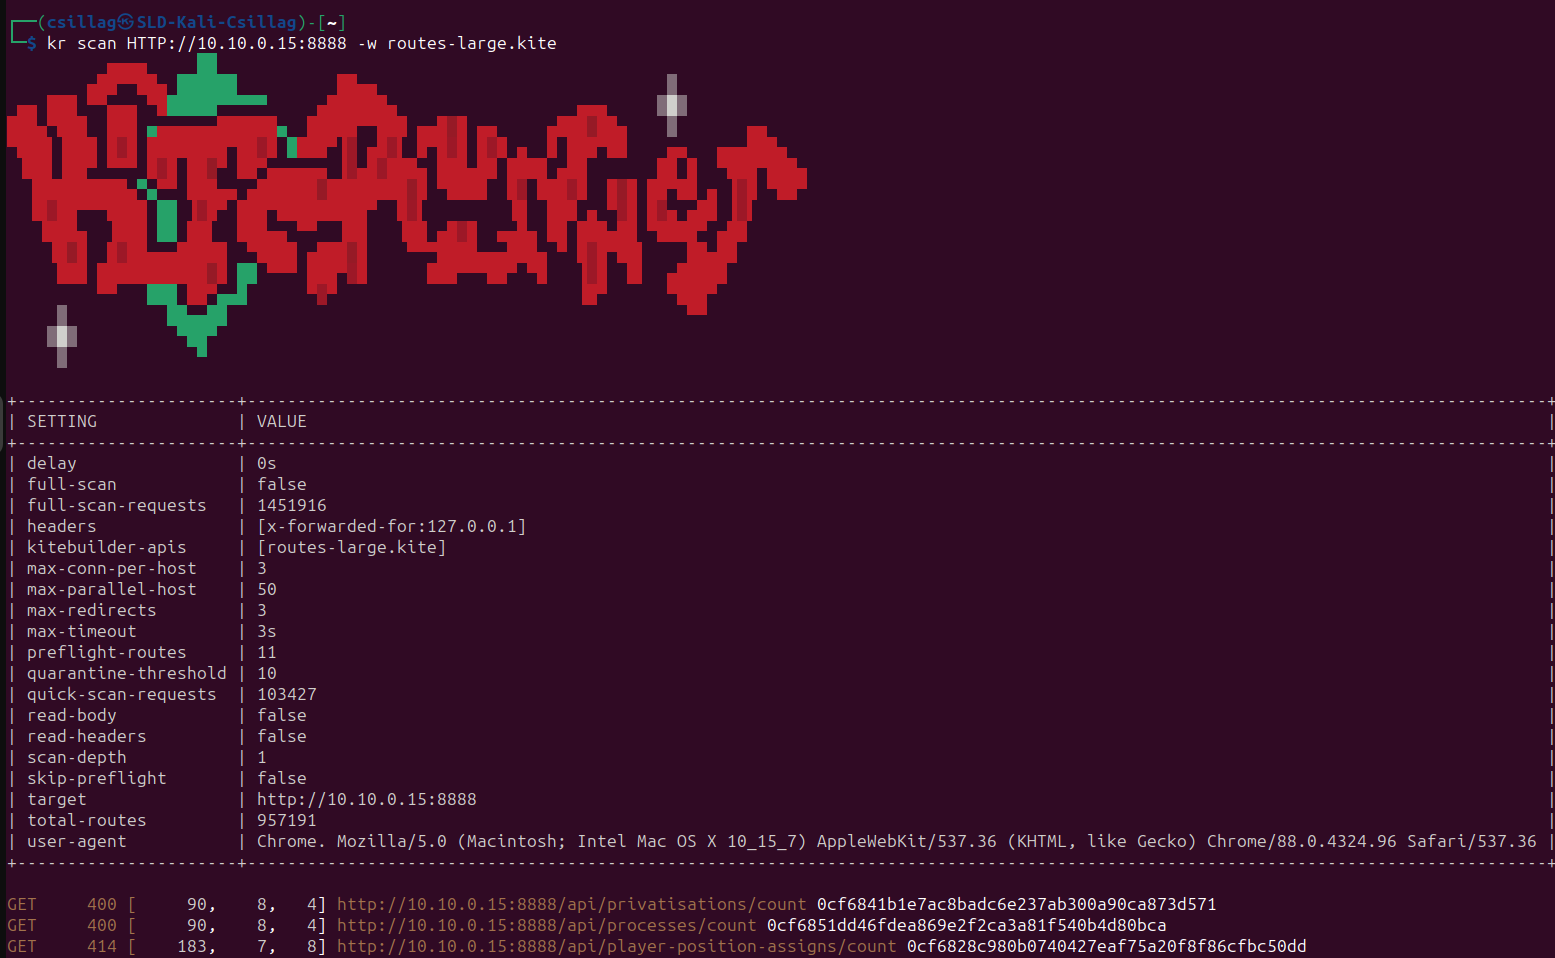 ┌──(csillag㉿SLD-Kali-Csillag)-[~]
└─$ kr scan HTTP://10.10.0.15:8888 -w routes-large.kite
| SETTING | VALUE |
| delay | 0s |
| full-scan | false |
| full-scan-requests | 1451916 |
| headers | [x-forwarded-for:127.0.0.1] |
| kitebuilder-apis | [routes-large.kite] |
| max-conn-per-host | 3 |
| max-parallel-host | 50 |
| max-redirects | 3 |
| max-timeout | 3s |
| preflight-routes | 11 |
| quarantine-threshold | 10 |
| quick-scan-requests | 103427 |
| read-body | false |
| read-headers | false |
| scan-depth | 1 |
| skip-preflight | false |
| target | http://10.10.0.15:8888 |
| total-routes | 957191 |
| user-agent | Chrome. Mozilla/5.0 (Macintosh; Intel Mac OS X 10_15_7) AppleWebKit/537.36 (KHTML, like Gecko) Chrome/88.0.4324.96 Safari/537.36 |
GET 400 [ 90, 8, 4] http://10.10.0.15:8888/api/privatisations/count 0cf6841b1e7ac8badc6e237ab300a90ca873d571
GET 400 [ 90, 8, 4] http://10.10.0.15:8888/api/processes/count 0cf6851dd46fdea869e2f2ca3a81f540b4d80bca
GET 414 [ 183, 7, 8] http://10.10.0.15:8888/api/player-position-assigns/count 0cf6828c980b0740427eaf75a20f8f86cfbc50dd